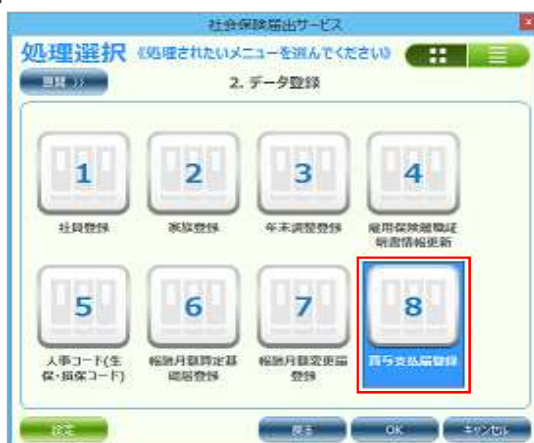 社会保険届出サービス
処理選択 《処理されたいメニューを選んでください》
展開 >>
2. データ登録
1
2
3
4
社員登録
家族登録
年末調整登録
雇用保険離職証
明書情報更新
5
6
7
8
人事コード(生
保・損保コード)
報酬月額算定基
礎届登録
報酬月額変更届
登録
賞与支払届登録
設定
戻る
OK
キャンセル